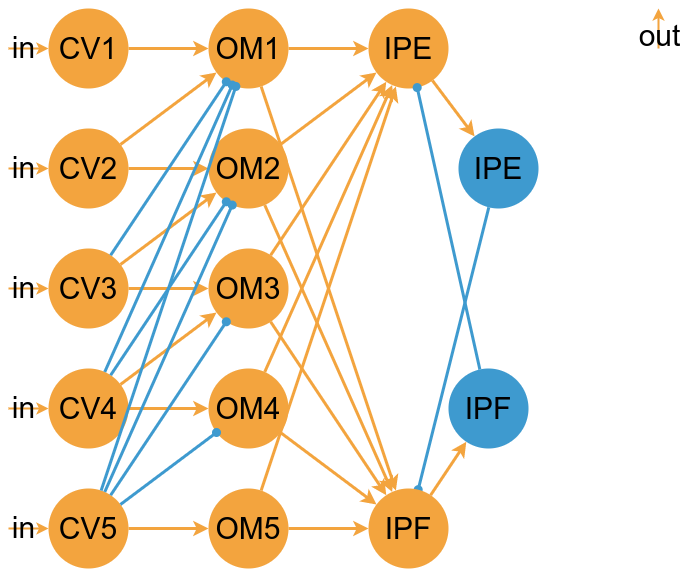 in CV1 OM1 IPE out
in CV2 OM2 IPE
in CV3 OM3
in CV4 OM4 IPF
in CV5 OM5 IPF